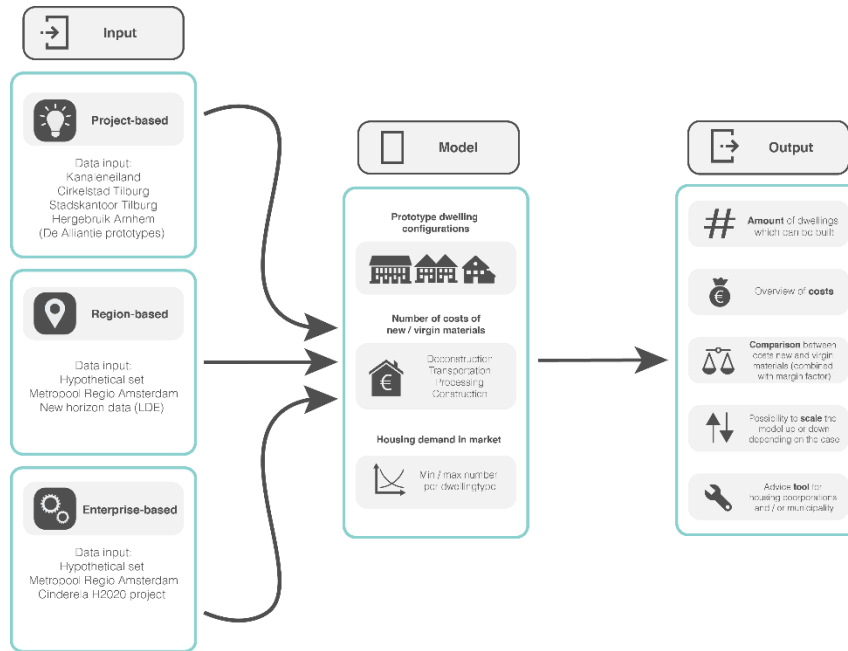 Input
Project-based
Data input:
Kanaleneiland
Cirkelstad Tilburg
Stadskantoor Tilburg
Hergebruik Arnhem
(De Alliantie prototypes)
Region-based
Data input:
Hypothetical set
Metropool Regio Amsterdam
New horizon data (LDE)
Enterprise-based
Data input:
Hypothetical set
Metropool Regio Amsterdam
Cinderela H2020 project
Model
Prototype dwelling
configurations
Number of costs of
new / virgin materials
€
Deconstruction
Transportation
Processing
Construction
Housing demand in market
Min / max number
per dwellingtype
Output
#
Amount of dwellings
which can be built
€
Overview of costs
Comparison between
costs new and virgin
materials (combined
with margin factor)
Possibility to scale the
model up or down
depending on the case
Advice tool for
housing coorporations
and / or municipality